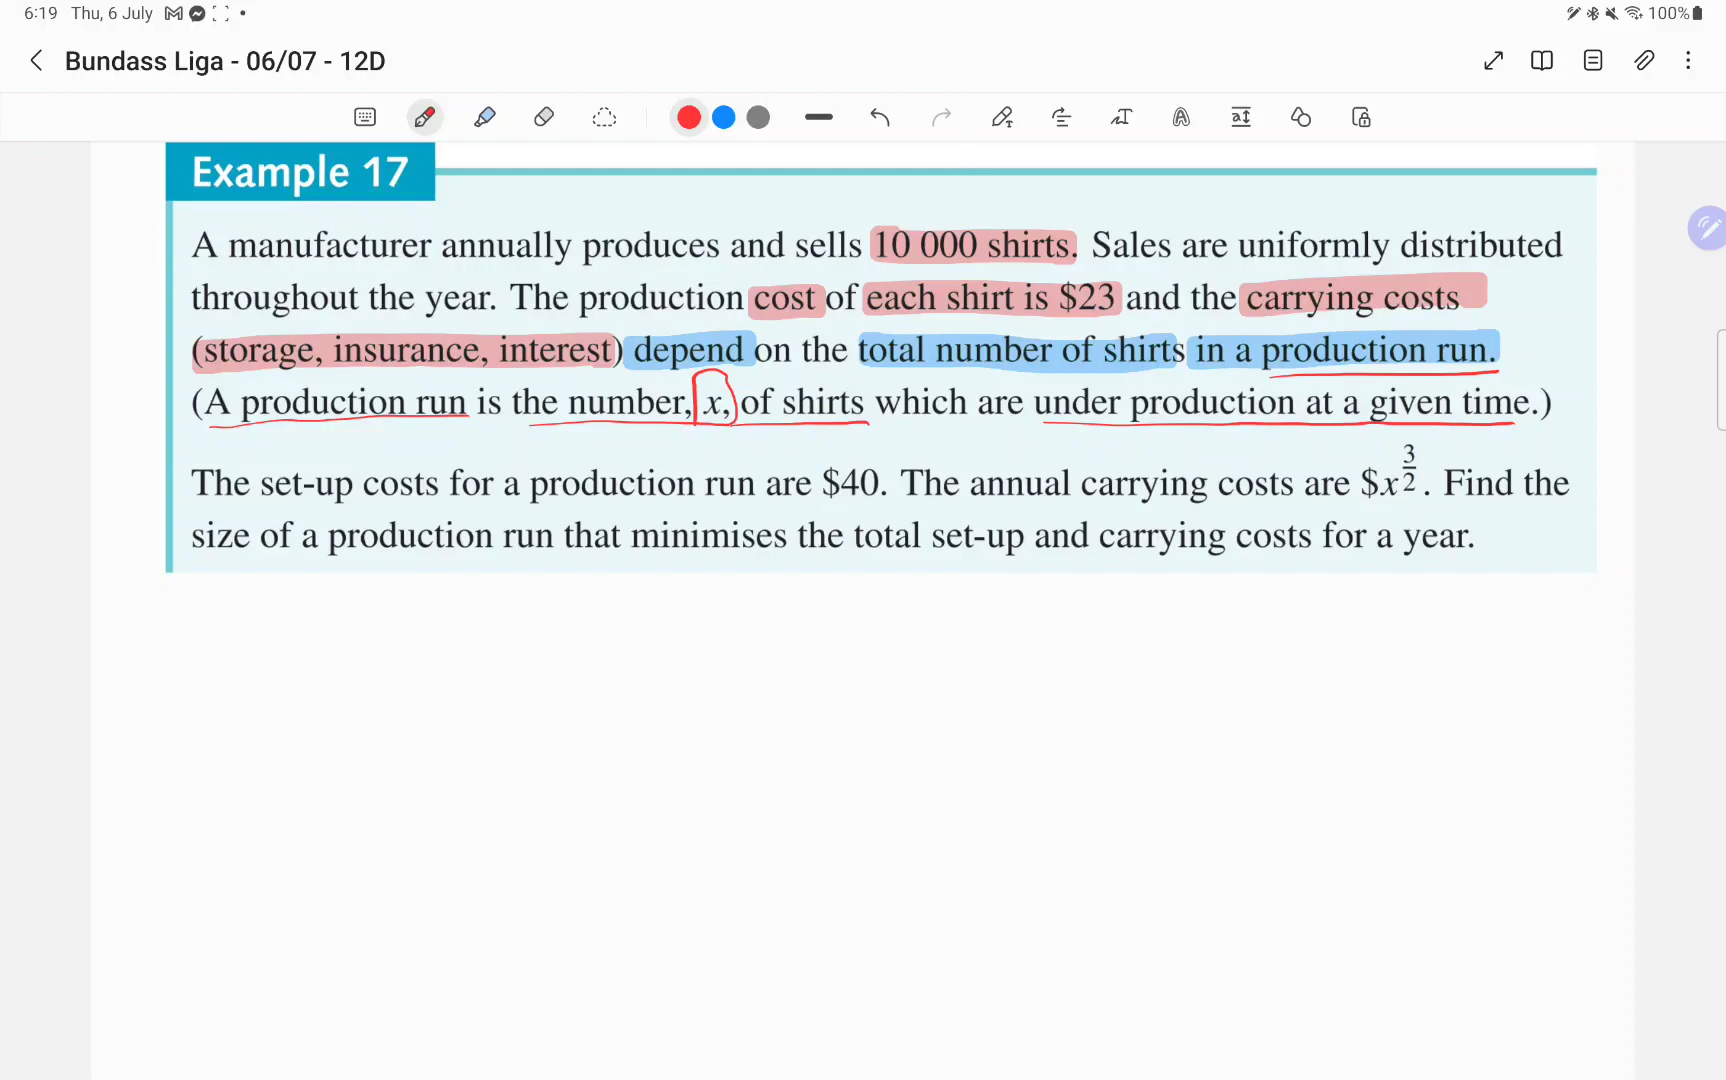 6:19 Thu, 6 July 100%
Bundass Liga - 06/07 - 12D
Example 17
A manufacturer annually produces and sells 10 000 shirts. Sales are uniformly distributed
throughout the year. The production cost of each shirt is $23 and the carrying costs
(storage, insurance, interest) depend on the total number of shirts in a production run.
(A production run is the number, x, of shirts which are under production at a given time.)
The set-up costs for a production run are $40. The annual carrying costs are $x^{3/2}. Find the
size of a production run that minimises the total set-up and carrying costs for a year.